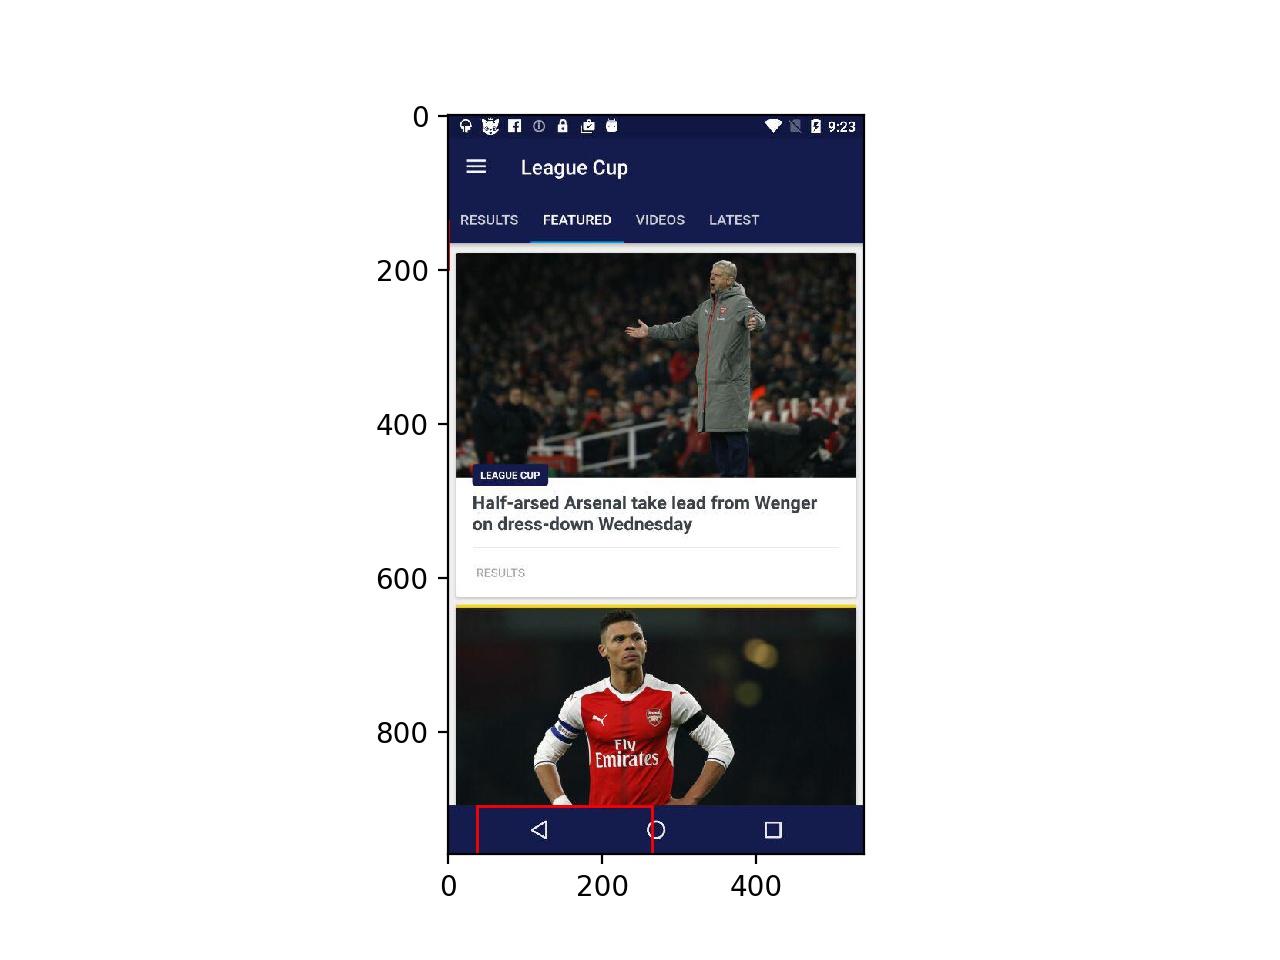 0
200
400
600
800
9:23
League Cup
RESULTS FEATURED VIDEOS LATEST
LEAGUE CUP
Half-arsed Arsenal take lead from Wenger
on dress-down Wednesday
RESULTS
Fly
Emirates
0 200 400